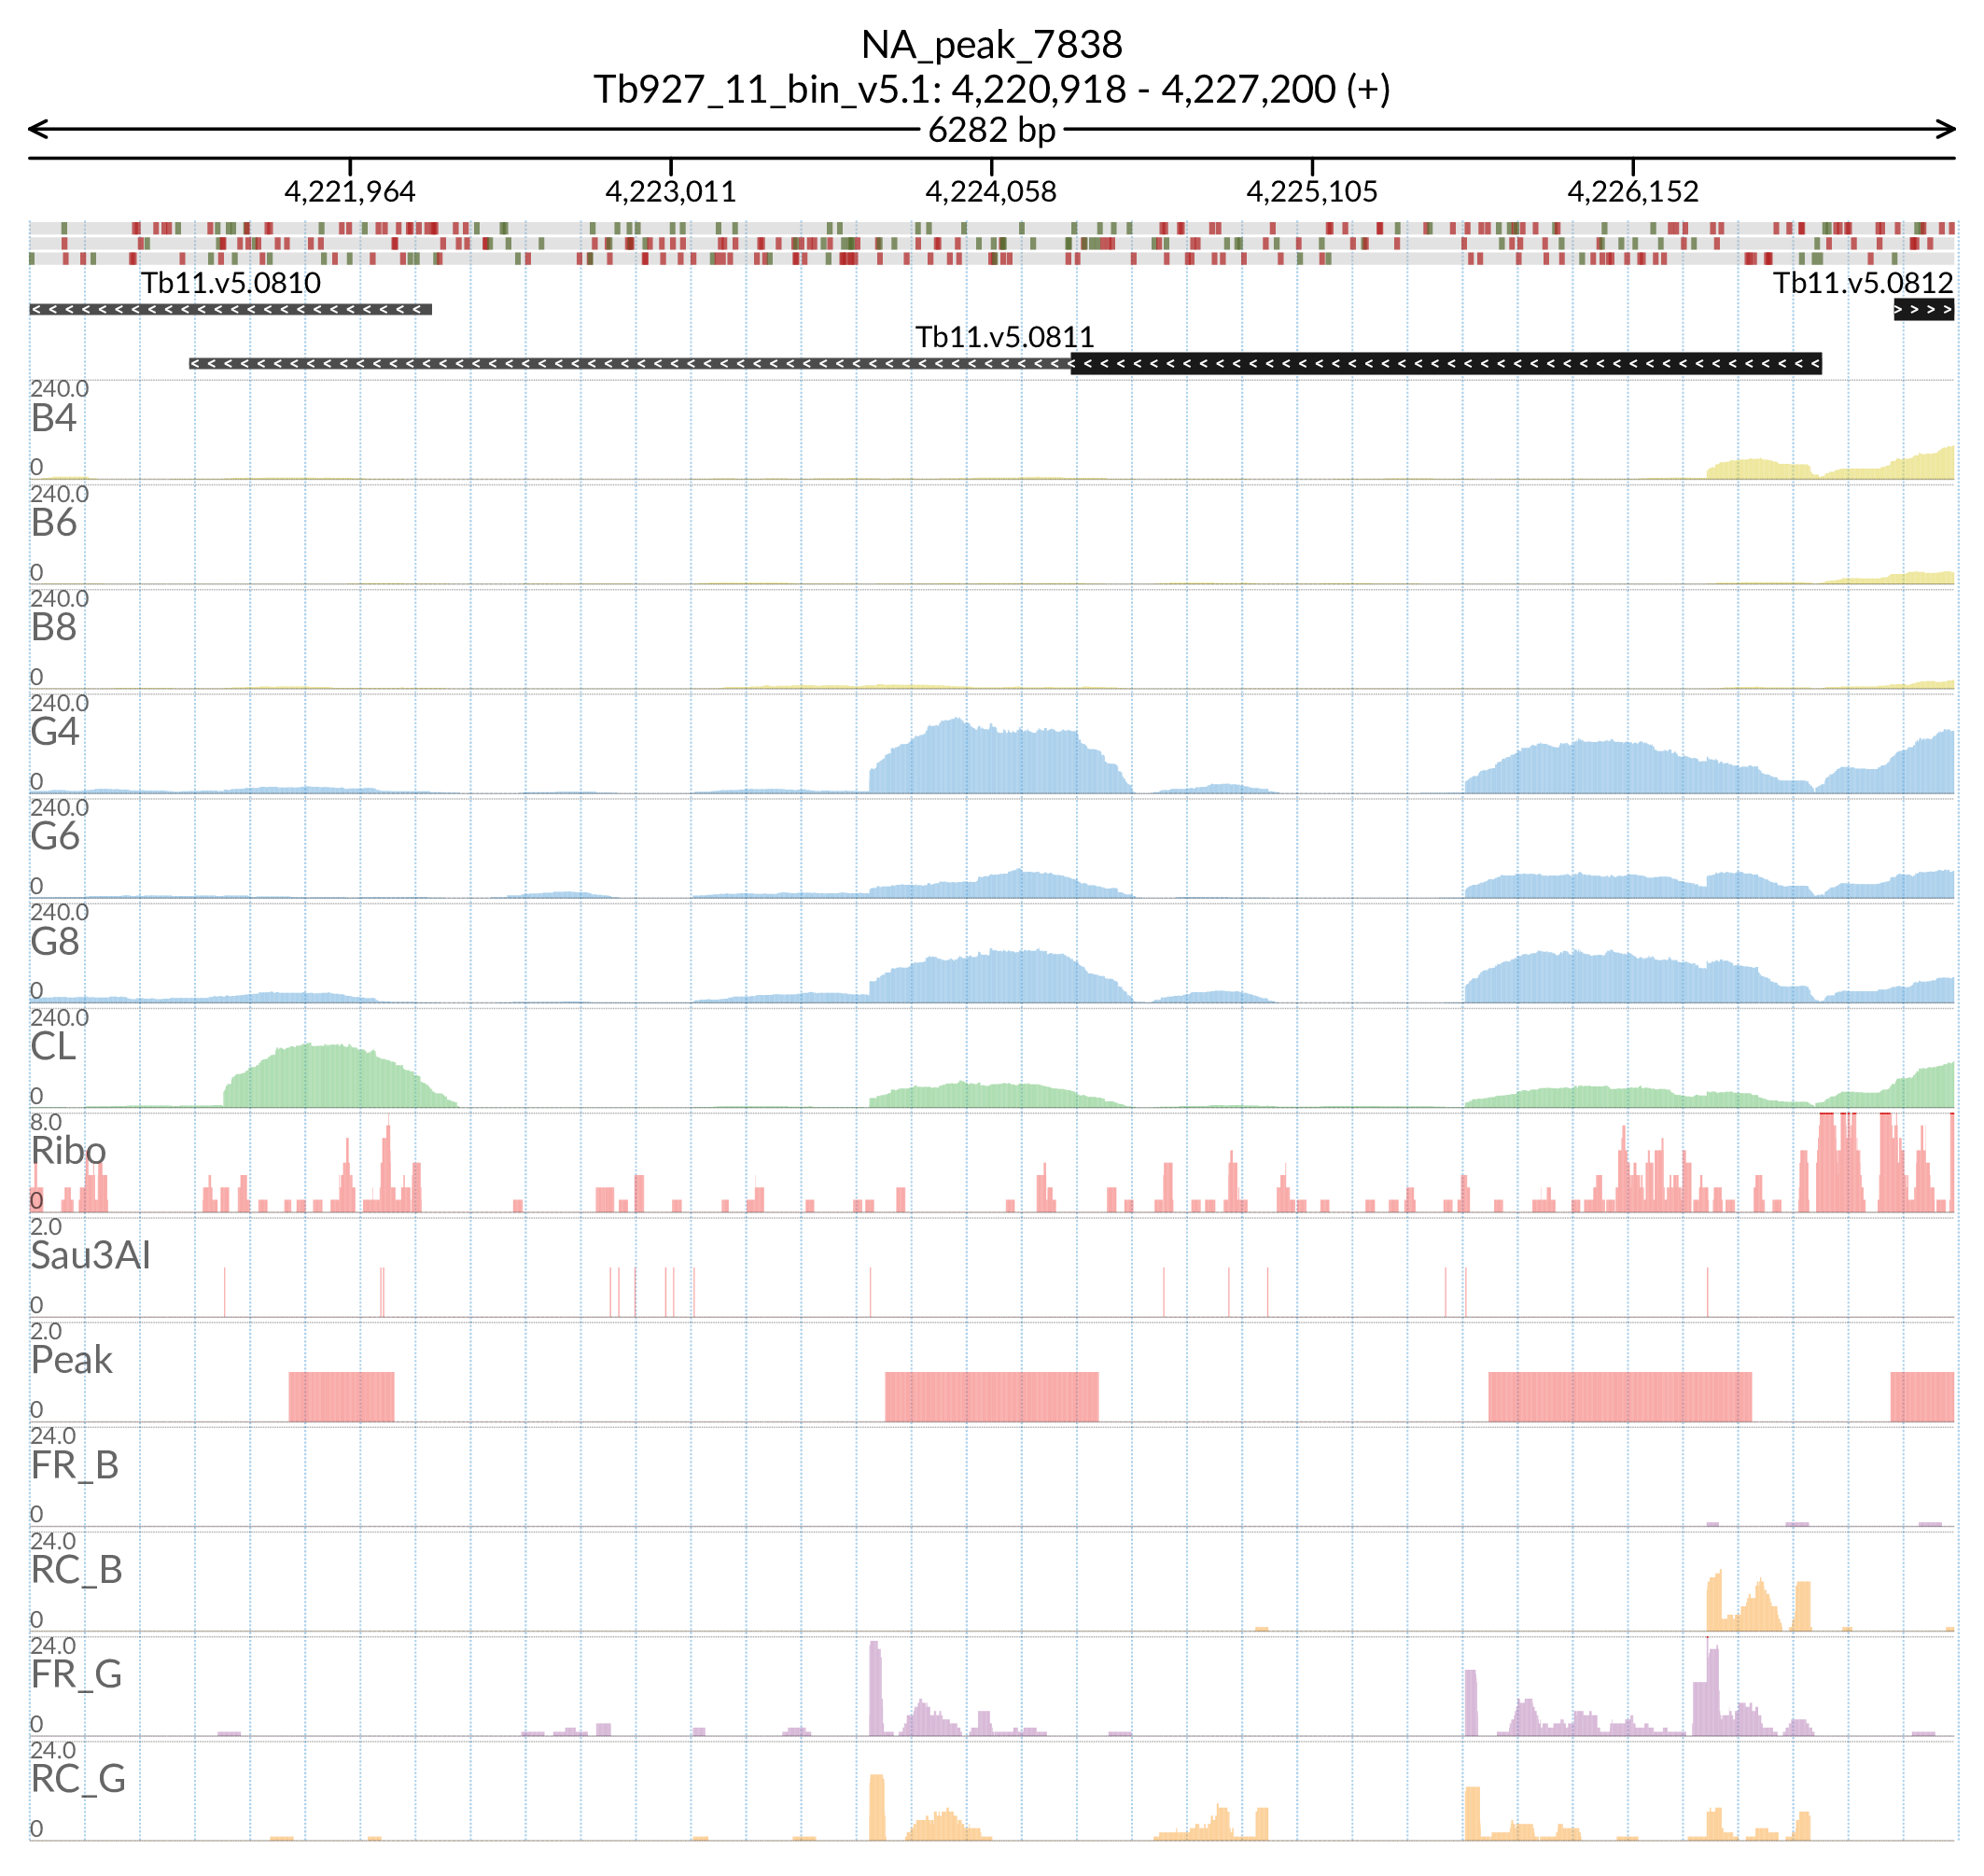 NA_peak_7838
Tb927_11_bin_v5.1: 4,220,918 - 4,227,200 (+)
6282 bp
4,221,964 4,223,011 4,224,058 4,225,105 4,226,152
Tb11.v5.0810 Tb11.v5.0812
Tb11.v5.0811
240.0
B4
0
240.0
B6
0
240.0
B8
0
240.0
G4
0
240.0
G6
0
240.0
G8
0
240.0
CL
0
8.0
Ribo
0
2.0
Sau3AI
0
2.0
Peak
0
24.0
FR_B
0
24.0
RC_B
0
24.0
FR_G
0
24.0
RC_G
0